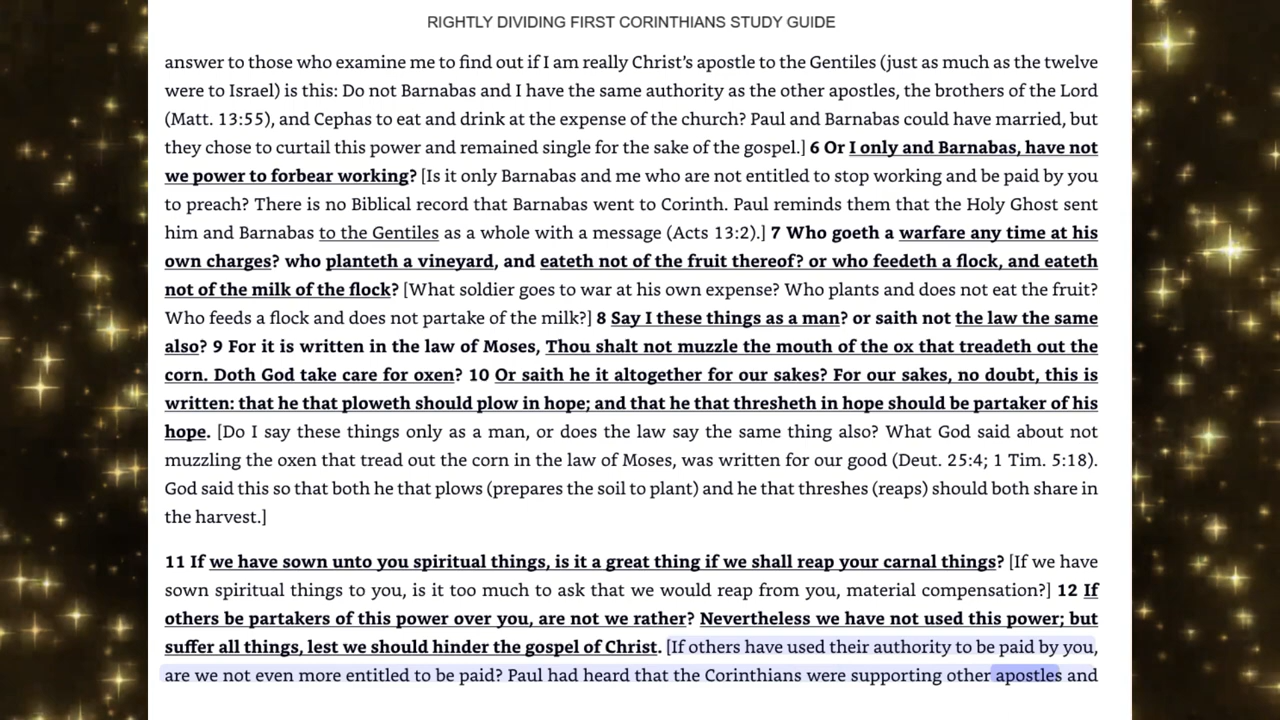 RIGHTLY DIVIDING FIRST CORINTHIANS STUDY GUIDE
answer to those who examine me to find out if I am really Christ’s apostle to the Gentiles (just as much as the twelve
were to Israel) is this: Do not Barnabas and I have the same authority as the other apostles, the brothers of the Lord
(Matt. 13:55), and Cephas to eat and drink at the expense of the church? Paul and Barnabas could have married, but
they chose to curtail this power and remained single for the sake of the gospel.] 6 Or I only and Barnabas, have not
we power to forbear working? [Is it only Barnabas and me who are not entitled to stop working and be paid by you
to preach? There is no Biblical record that Barnabas went to Corinth. Paul reminds them that the Holy Ghost sent
him and Barnabas to the Gentiles as a whole with a message (Acts 13:2).] 7 Who goeth a warfare any time at his
own charges? who planteth a vineyard, and eateth not of the fruit thereof? or who feedeth a flock, and eateth
not of the milk of the flock? [What soldier goes to war at his own expense? Who plants and does not eat the fruit?
Who feeds a flock and does not partake of the milk?] 8 Say I these things as a man? or saith not the law the same
also? 9 For it is written in the law of Moses, Thou shalt not muzzle the mouth of the ox that treadeth out the
corn. Doth God take care for oxen? 10 Or saith he it altogether for our sakes? For our sakes, no doubt, this is
written: that he that ploweth should plow in hope; and that he that thresheth in hope should be partaker of his
hope. [Do I say these things only as a man, or does the law say the same thing also? What God said about not
muzzling the oxen that tread out the corn in the law of Moses, was written for our good (Deut. 25:4; 1 Tim. 5:18).
God said this so that both he that plows (prepares the soil to plant) and he that threshes (reaps) should both share in
the harvest.]
11 If we have sown unto you spiritual things, is it a great thing if we shall reap your carnal things? [If we have
sown spiritual things to you, is it too much to ask that we would reap from you, material compensation?] 12 If
others be partakers of this power over you, are not we rather? Nevertheless we have not used this power; but
suffer all things, lest we should hinder the gospel of Christ. [If others have used their authority to be paid by you,
are we not even more entitled to be paid? Paul had heard that the Corinthians were supporting other apostles and